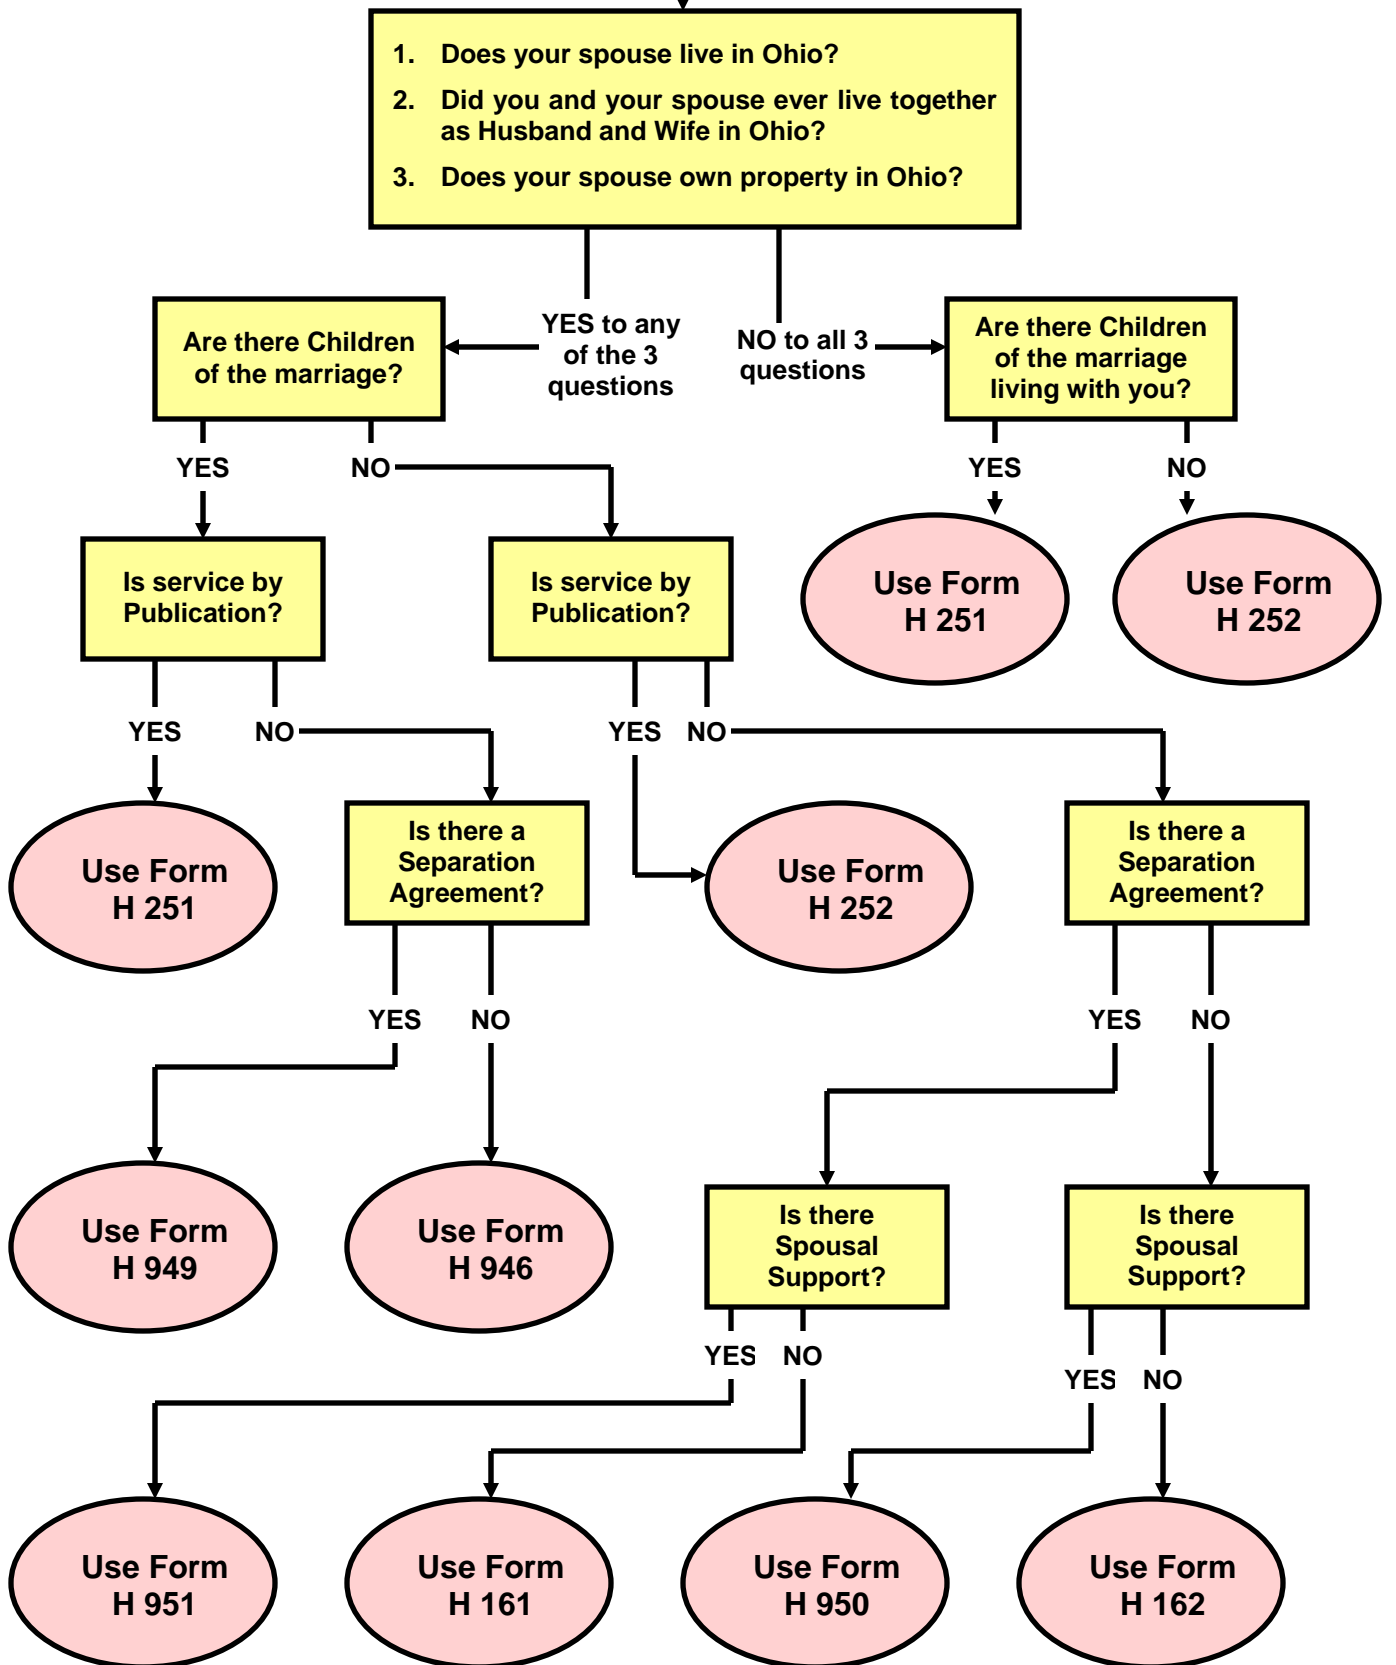 1. Does your spouse live in Ohio?
2. Did you and your spouse ever live together
as Husband and Wife in Ohio?
3. Does your spouse own property in Ohio?
Are there Children
of the marriage?
YES to any
of the 3
questions
NO to all 3
questions
Are there Children
of the marriage
living with you?
YES
NO
YES
NO
Is service by
Publication?
Is service by
Publication?
Use Form
H 251
Use Form
H 252
YES
NO
YES
NO
Use Form
H 251
Is there a
Separation
Agreement?
Use Form
H 252
Is there a
Separation
Agreement?
YES
NO
YES
NO
Use Form
H 949
Use Form
H 946
Is there
Spousal
Support?
Is there
Spousal
Support?
YES
NO
YES
NO
Use Form
H 951
Use Form
H 161
Use Form
H 950
Use Form
H 162